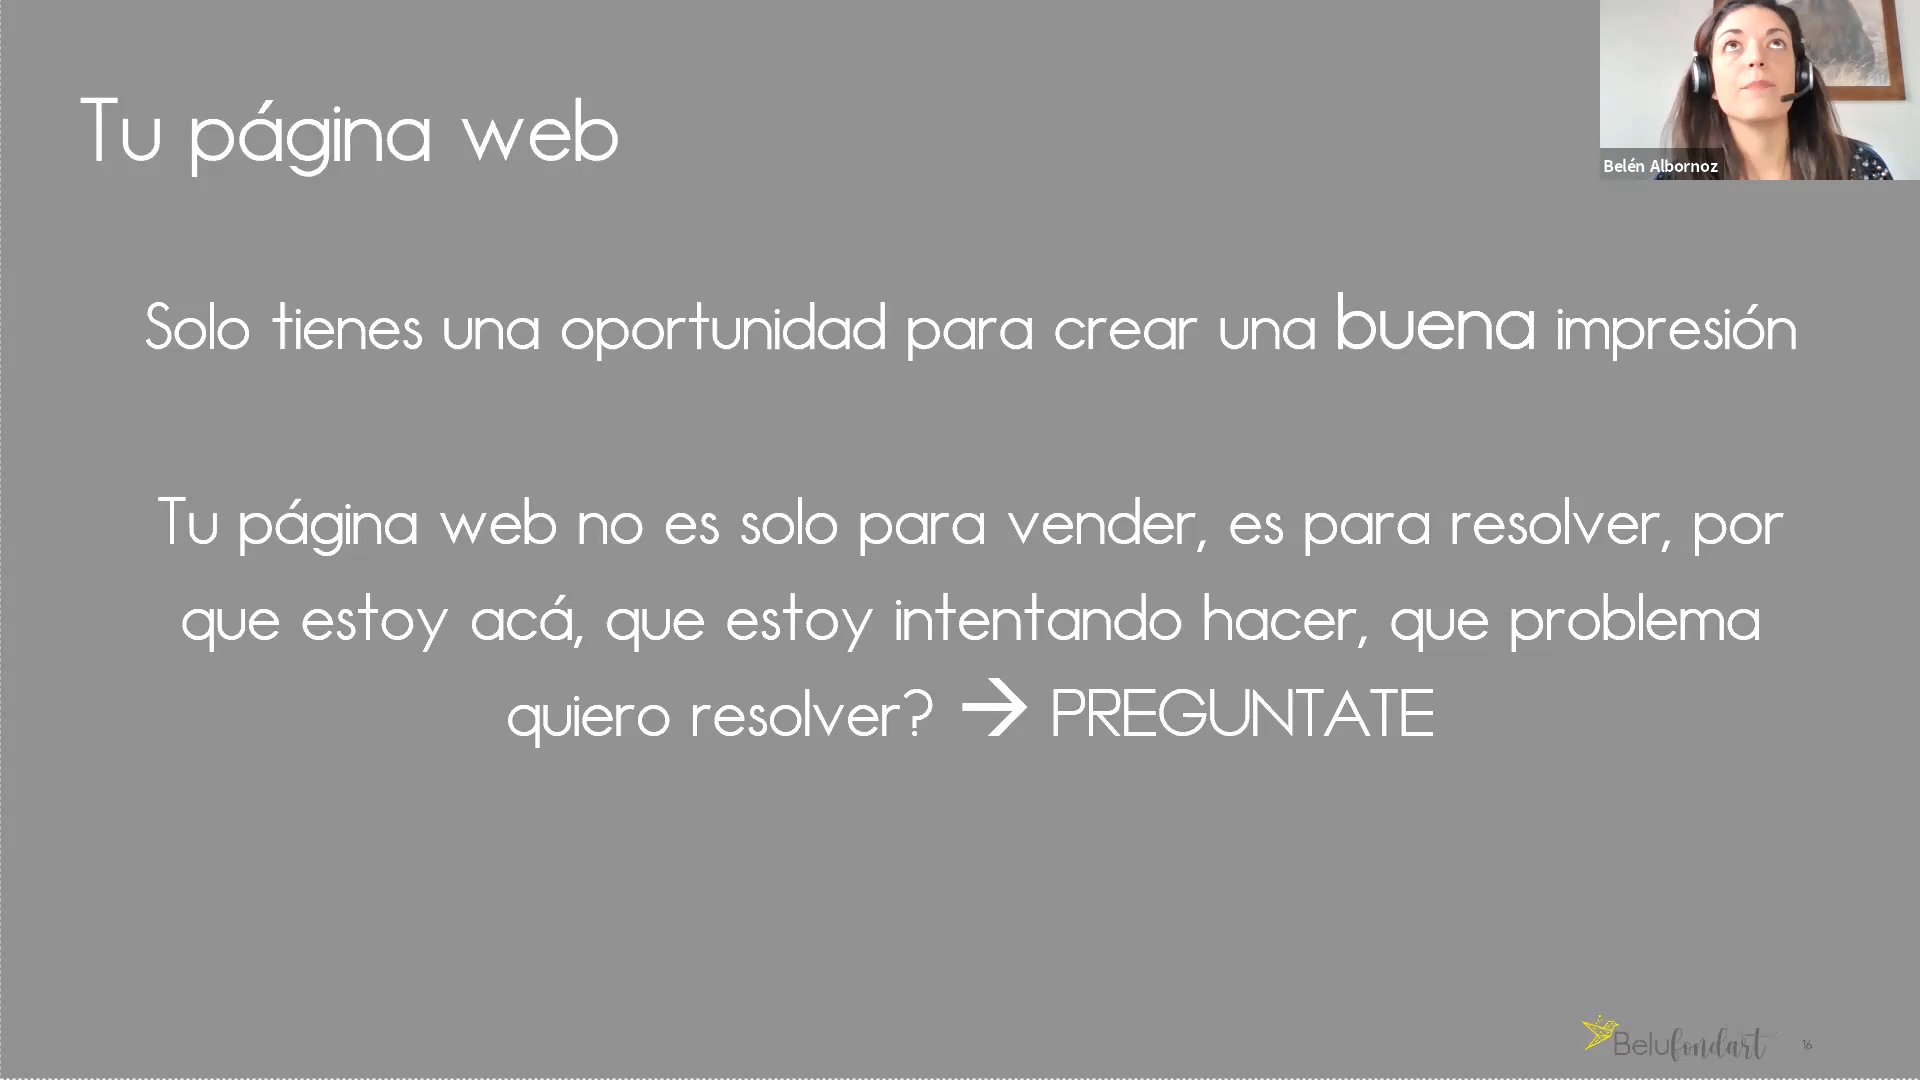 Tu página web
Belén Albornoz
Solo tienes una oportunidad para crear una buena impresión
Tu página web no es solo para vender, es para resolver, por
que estoy acá, que estoy intentando hacer, que problema
quiero resolver? → PREGUNTATE
Belufondart
16